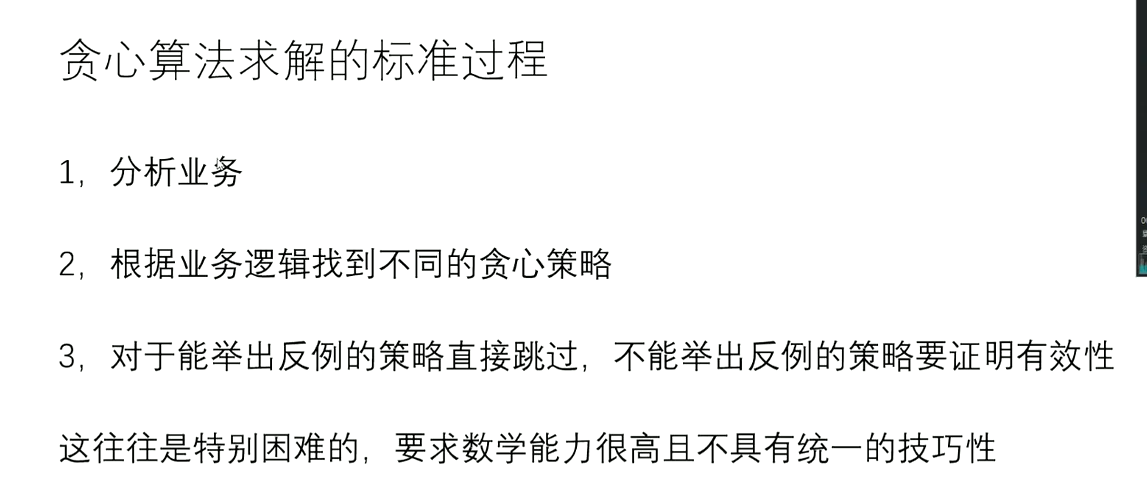 贪心算法求解的标准过程
1，分析业务
2，根据业务逻辑找到不同的贪心策略
3，对于能举出反例的策略直接跳过，不能举出反例的策略要证明有效性
这往往是特别困难的，要求数学能力很高且不具有统一的技巧性